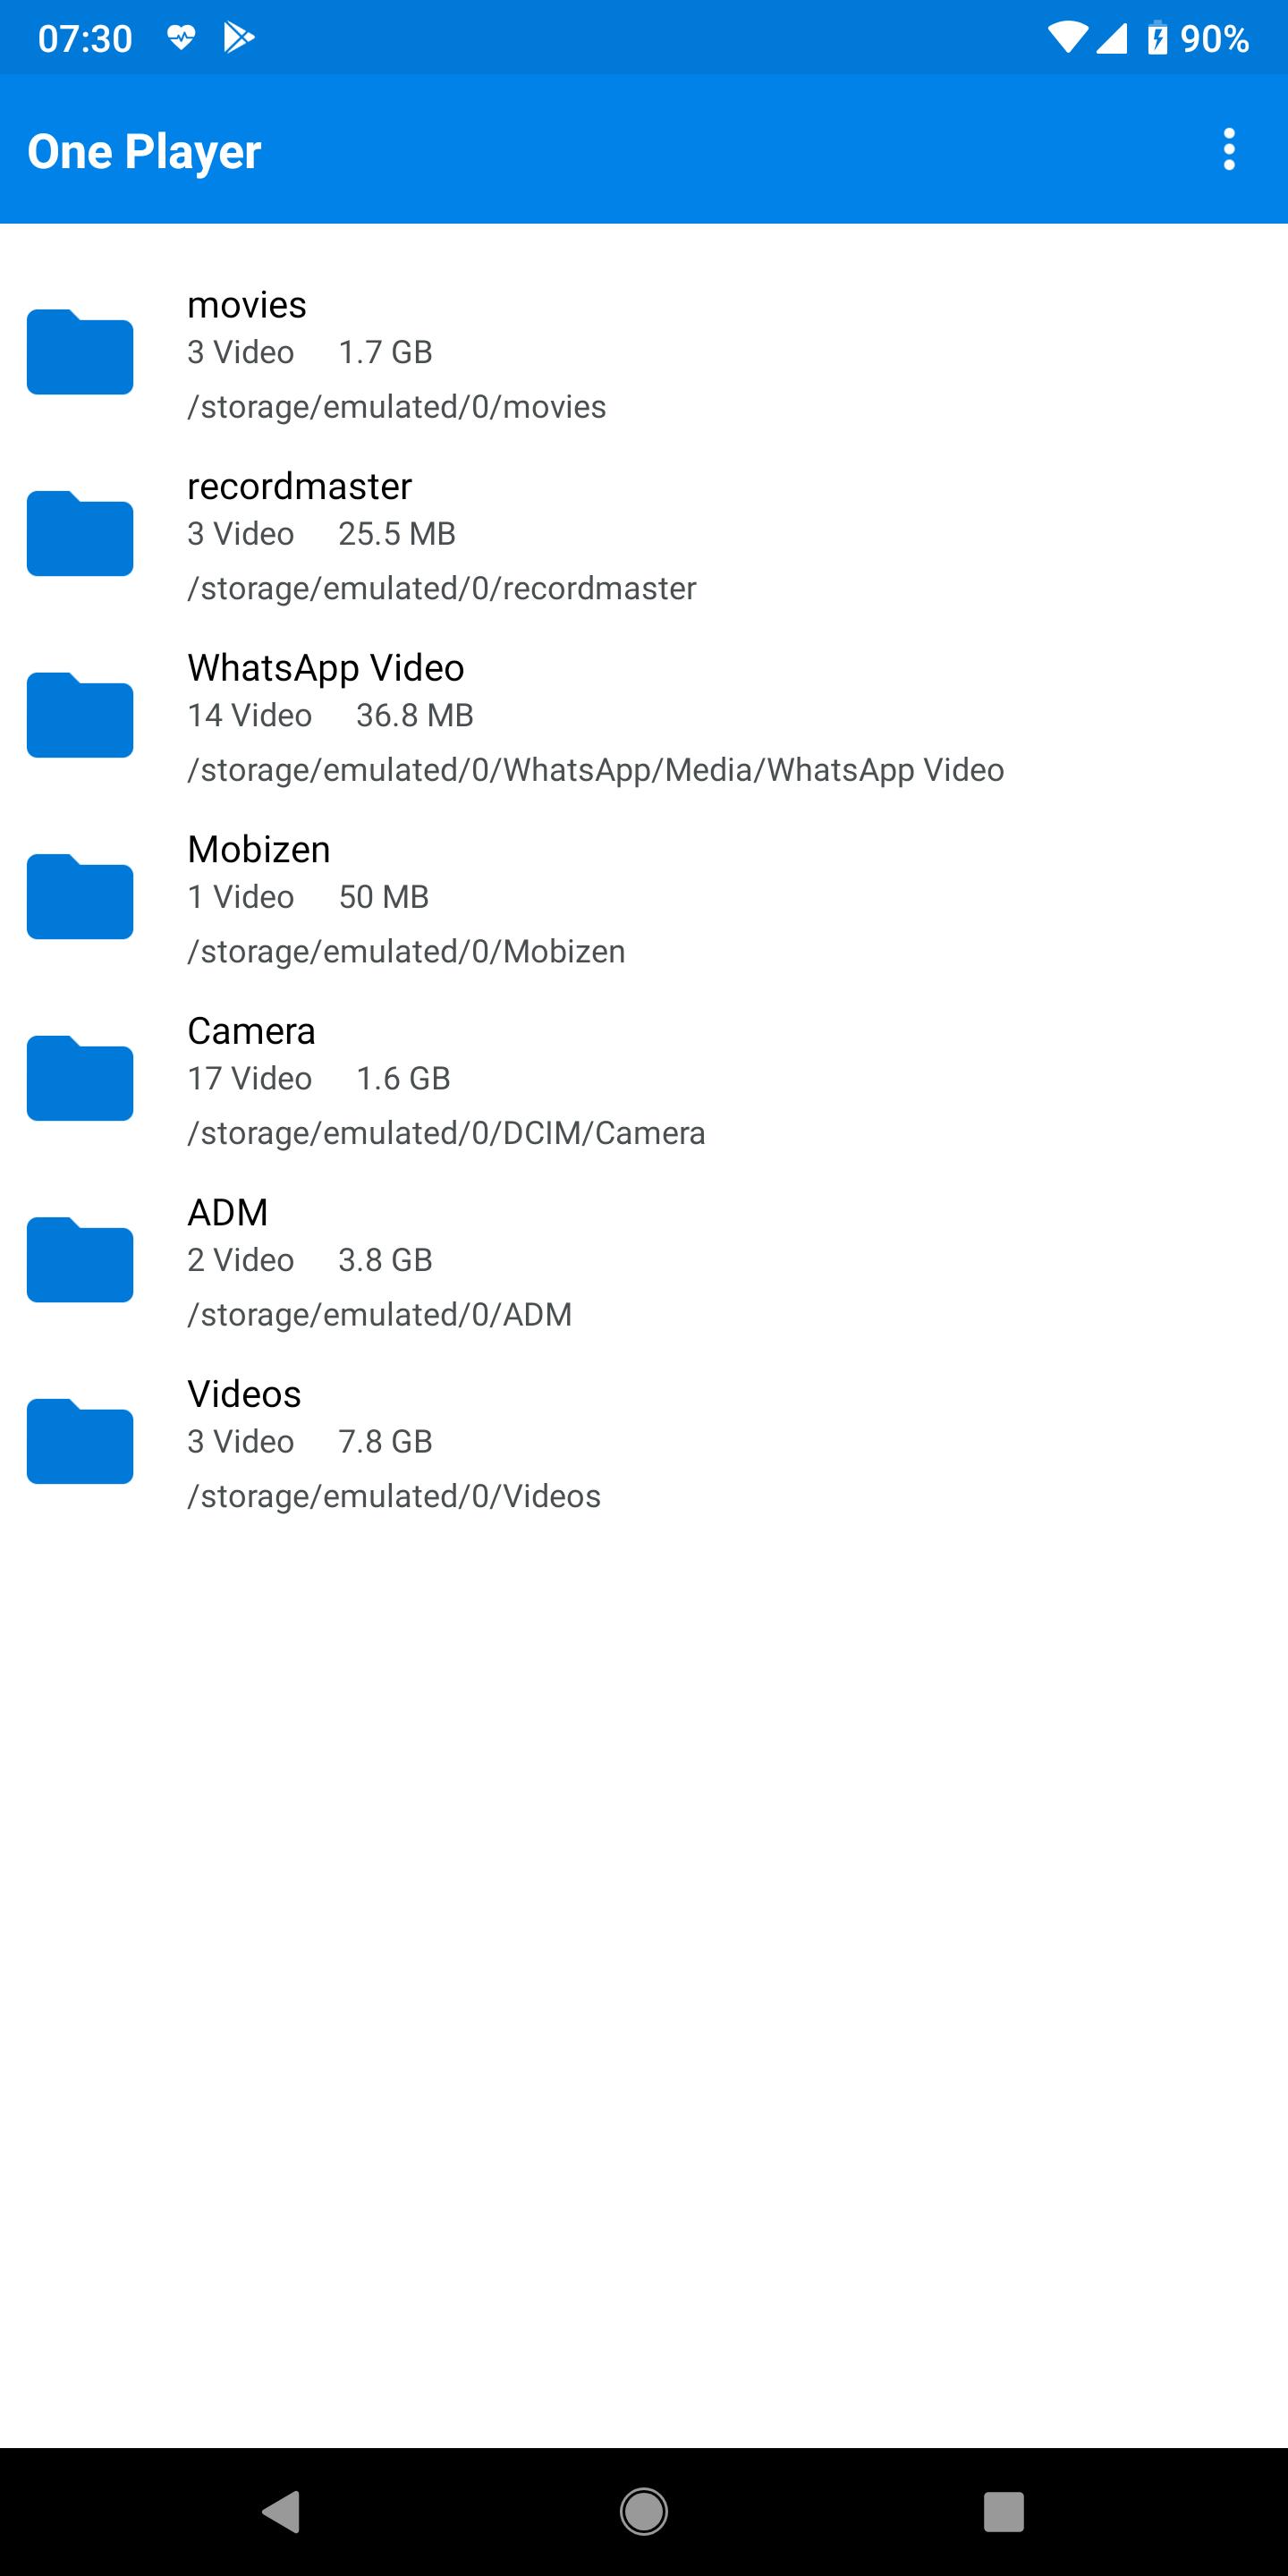 07:30 90%
One Player
movies
3 Video 1.7 GB
/storage/emulated/0/movies
recordmaster
3 Video 25.5 MB
/storage/emulated/0/recordmaster
WhatsApp Video
14 Video 36.8 MB
/storage/emulated/0/WhatsApp/Media/WhatsApp Video
Mobizen
1 Video 50 MB
/storage/emulated/0/Mobizen
Camera
17 Video 1.6 GB
/storage/emulated/0/DCIM/Camera
ADM
2 Video 3.8 GB
/storage/emulated/0/ADM
Videos
3 Video 7.8 GB
/storage/emulated/0/Videos